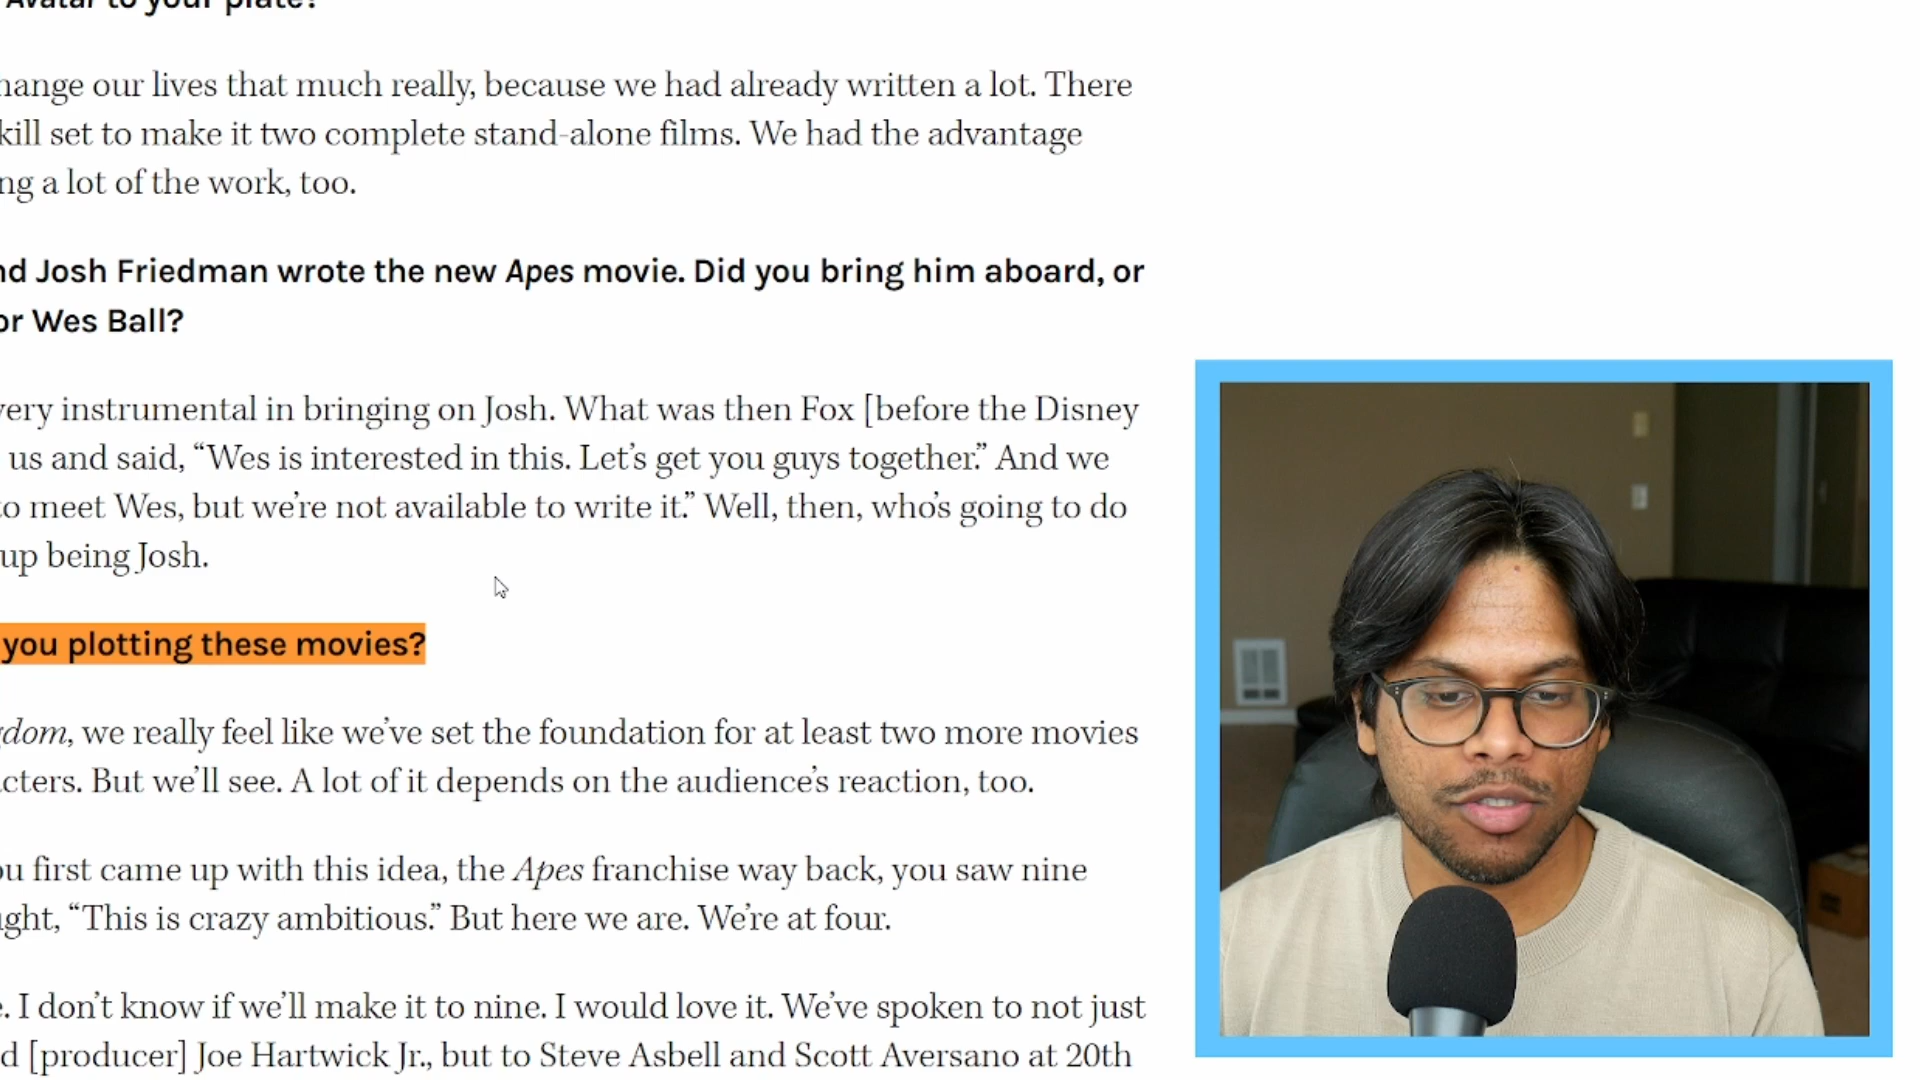 Avatar to your plate?
hange our lives that much really, because we had already written a lot. There
kill set to make it two complete stand-alone films. We had the advantage
ng a lot of the work, too.
nd Josh Friedman wrote the new Apes movie. Did you bring him aboard, or
or Wes Ball?
very instrumental in bringing on Josh. What was then Fox [before the Disney
us and said, “Wes is interested in this. Let’s get you guys together.” And we
to meet Wes, but we’re not available to write it.” Well, then, who’s going to do
up being Josh.
you plotting these movies?
gdom, we really feel like we’ve set the foundation for at least two more movies
acters. But we’ll see. A lot of it depends on the audience’s reaction, too.
ou first came up with this idea, the Apes franchise way back, you saw nine
ught, “This is crazy ambitious.” But here we are. We’re at four.
e. I don’t know if we’ll make it to nine. I would love it. We’ve spoken to not just
d [producer] Joe Hartwick Jr., but to Steve Asbell and Scott Aversano at 20th